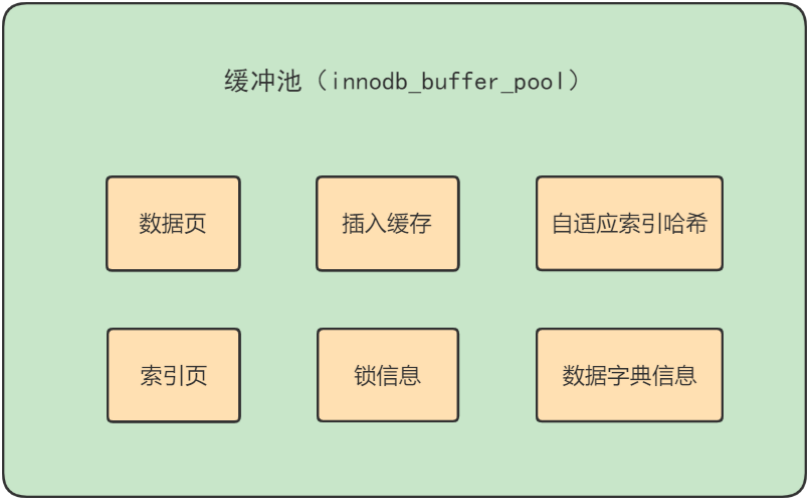 缓冲池（innodb_buffer_pool）
数据页
插入缓存
自适应索引哈希
索引页
锁信息
数据字典信息